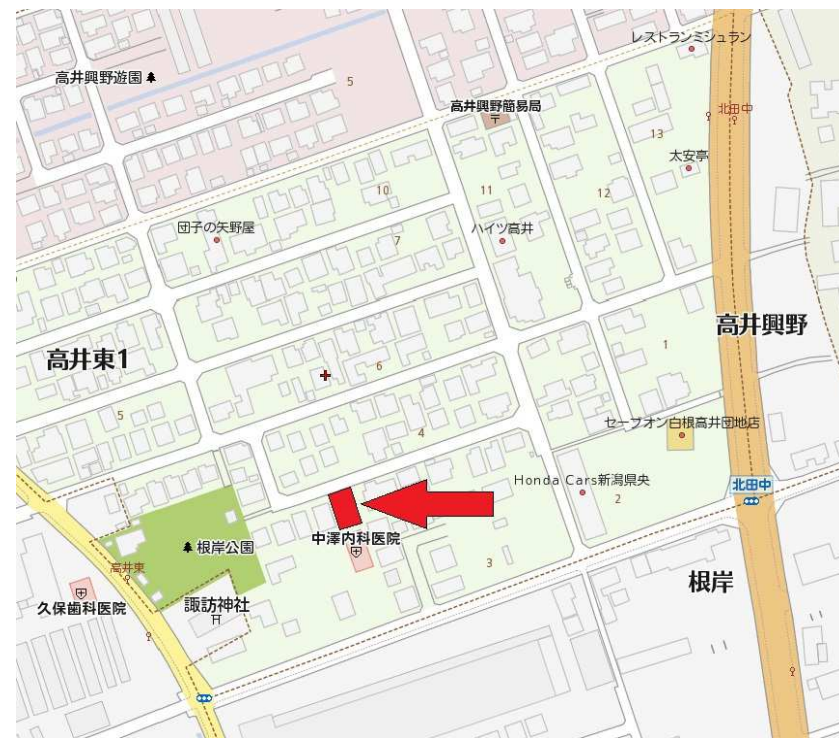 レストランミシュラン
高井興野遊園
5
高井興野簡易局
北田中
13
太安亭
10
11
12
団子の矢野屋
7
ハイツ高井
高井興野
1
高井東1
6
5
4
セーブオン白根高井団地店
Honda Cars新潟県央
2
北田中
中澤内科医院
根岸公園
3
高井東
根岸
久保歯科医院
諏訪神社